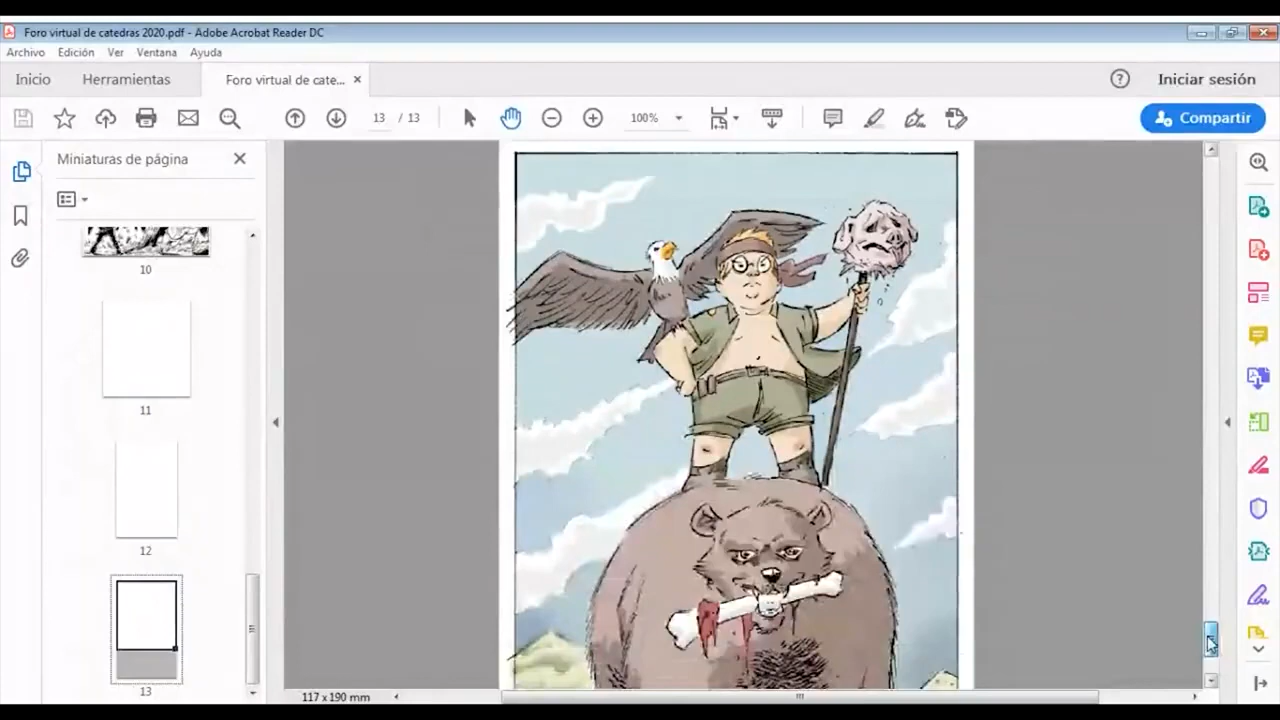 Foro virtual de catedras 2020.pdf - Adobe Acrobat Reader DC
Archivo Edición Ver Ventana Ayuda
Inicio Herramientas Foro virtual de cate... Iniciar sesión
13 / 13 100% Compartir
Miniaturas de página
10
11
12
13
117 x 190 mm